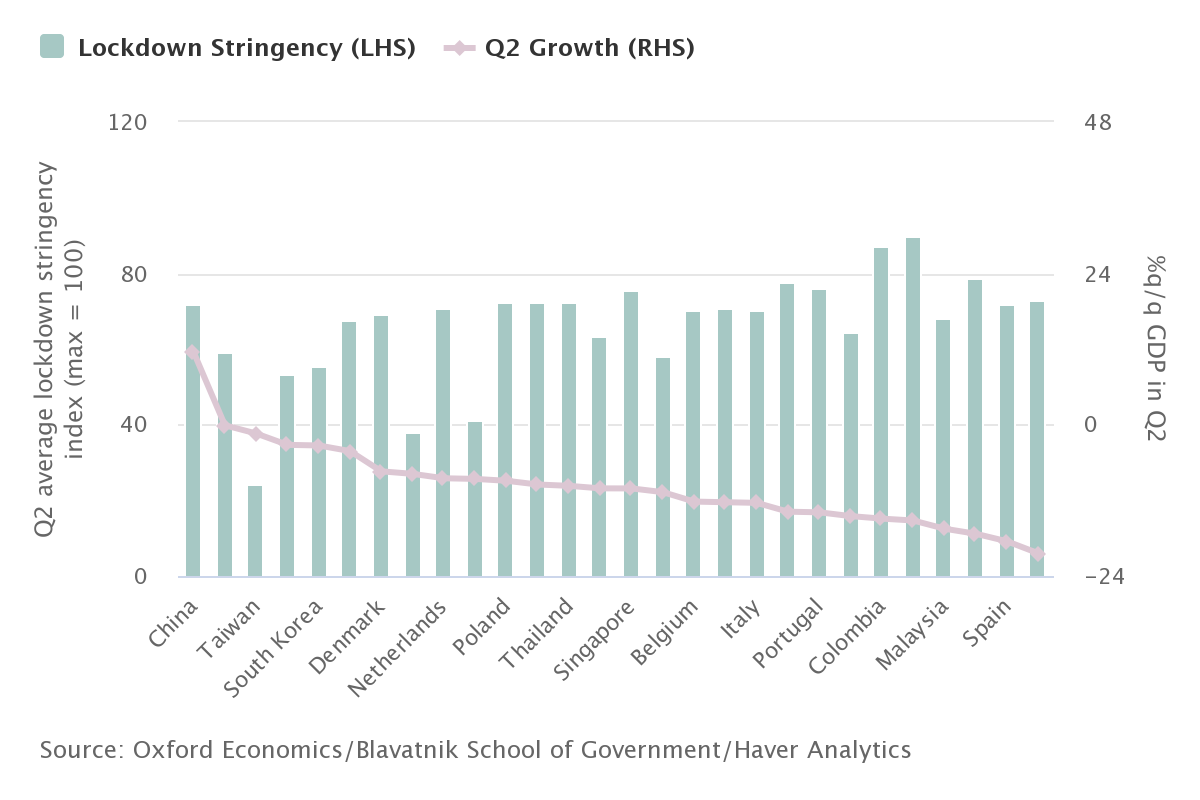 Lockdown Stringency (LHS) Q2 Growth (RHS)
120 48
80 24
40 0
0 −24
Q2 average lockdown stringency
index (max = 100)
%q/q GDP in Q2
China
Taiwan
South Korea
Denmark
Netherlands
Poland
Thailand
Singapore
Belgium
Italy
Portugal
Colombia
Malaysia
Spain
Source: Oxford Economics/Blavatnik School of Government/Haver Analytics